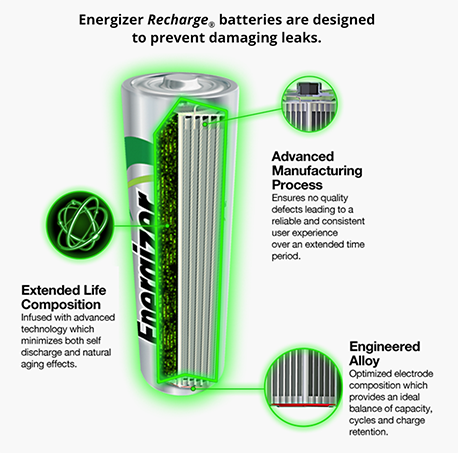 Energizer Recharge® batteries are designed
to prevent damaging leaks.
Advanced
Manufacturing
Process
Ensures no quality
defects leading to a
reliable and consistent
user experience
over an extended time
period.
Energizer
Extended Life
Composition
Infused with advanced
technology which
minimizes both self
discharge and natural
aging effects.
Engineered
Alloy
Optimized electrode
composition which
provides an ideal
balance of capacity,
cycles and charge
retention.